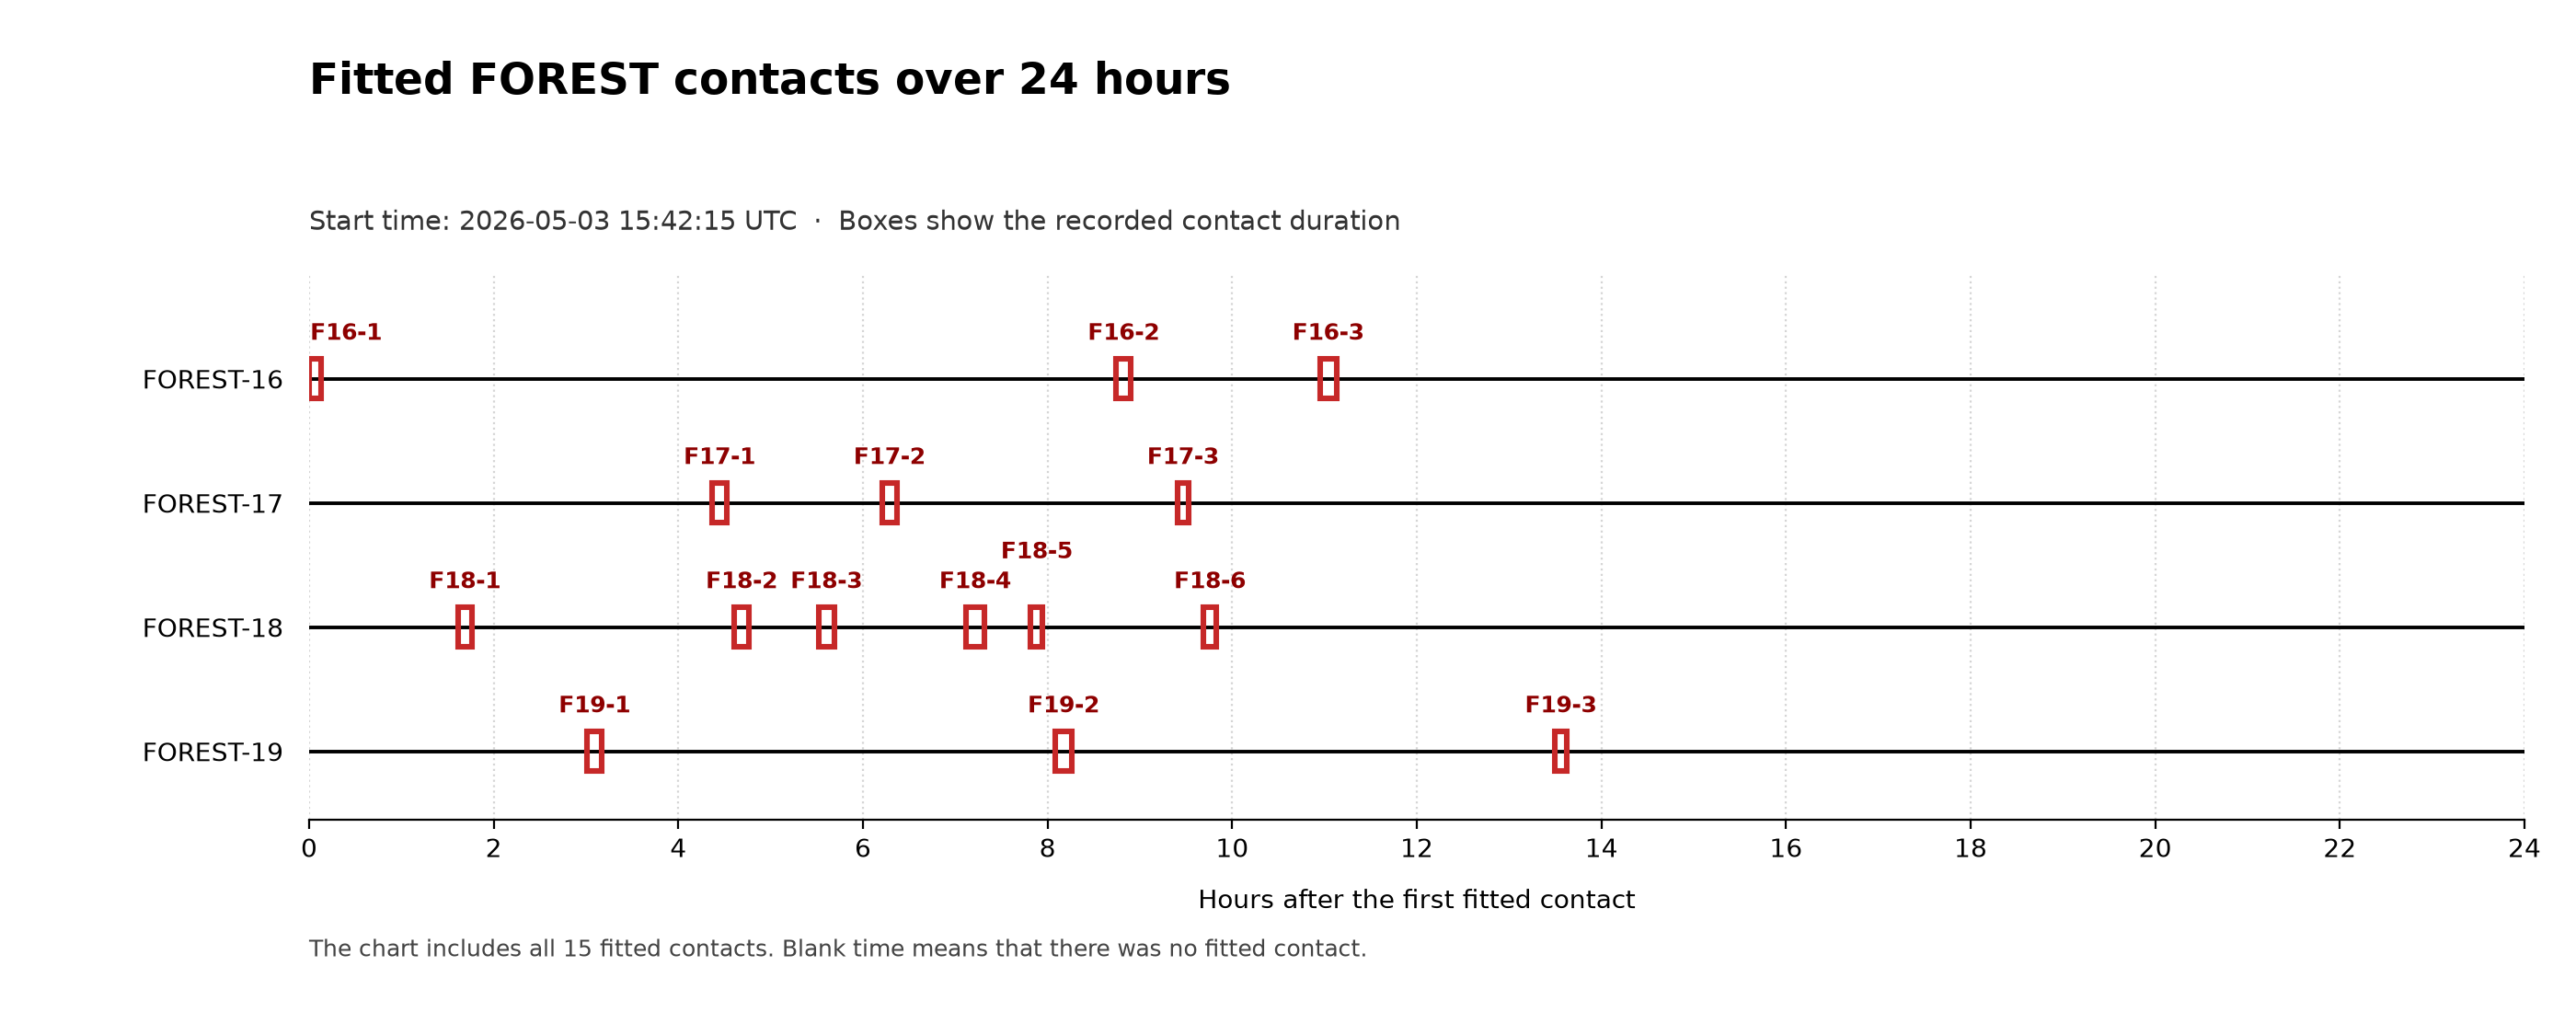 Fitted FOREST contacts over 24 hours
Start time: 2026-05-03 15:42:15 UTC · Boxes show the recorded contact duration
F16-1 F16-2 F16-3
FOREST-16
F17-1 F17-2 F17-3
FOREST-17
F18-5
F18-1 F18-2 F18-3 F18-4 F18-6
FOREST-18
F19-1 F19-2 F19-3
FOREST-19
0 2 4 6 8 10 12 14 16 18 20 22 24
Hours after the first fitted contact
The chart includes all 15 fitted contacts. Blank time means that there was no fitted contact.